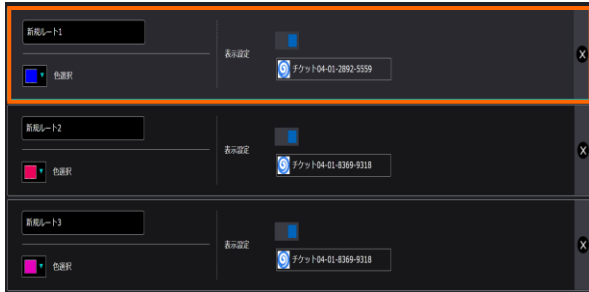 新規ルート1
表示設定
チケット04-01-2892-5559
色選択
X
新規ルート2
表示設定
チケット04-01-8369-9318
色選択
X
新規ルート3
表示設定
チケット04-01-8369-9318
色選択
X